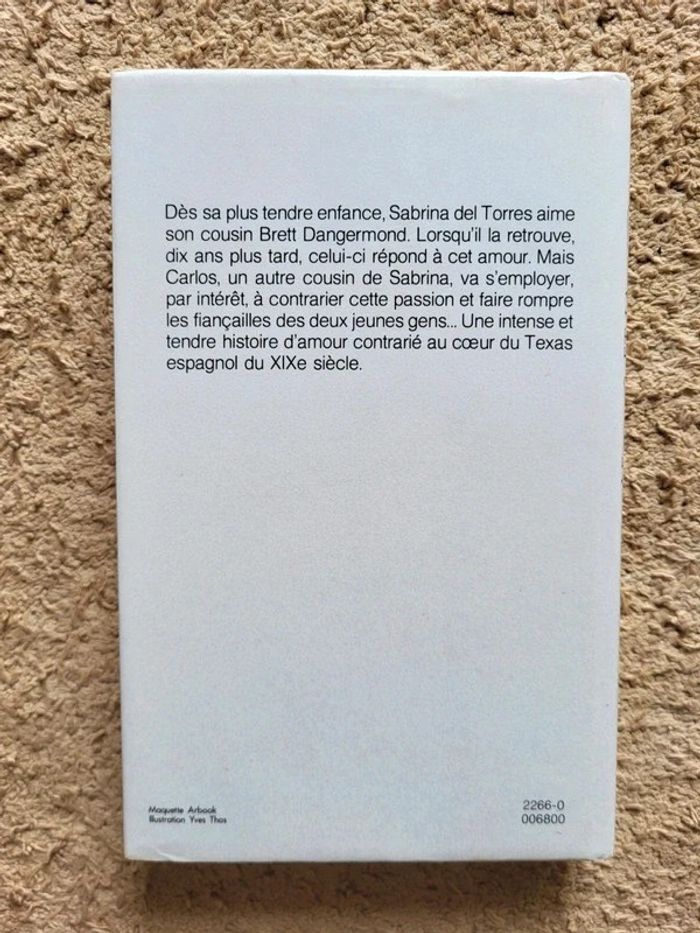 Dès sa plus tendre enfance, Sabrina del Torres aime
son cousin Brett Dangermond. Lorsqu'il la retrouve,
dix ans plus tard, celui-ci répond à cet amour. Mais
Carlos, un autre cousin de Sabrina, va s'employer,
par intérêt, à contrarier cette passion et faire rompre
les fiançailles des deux jeunes gens... Une intense et
tendre histoire d'amour contrarié au cœur du Texas
espagnol du XIXe siècle.
Maquette Arbook
Illustration Yves Thos
2266-0
006800